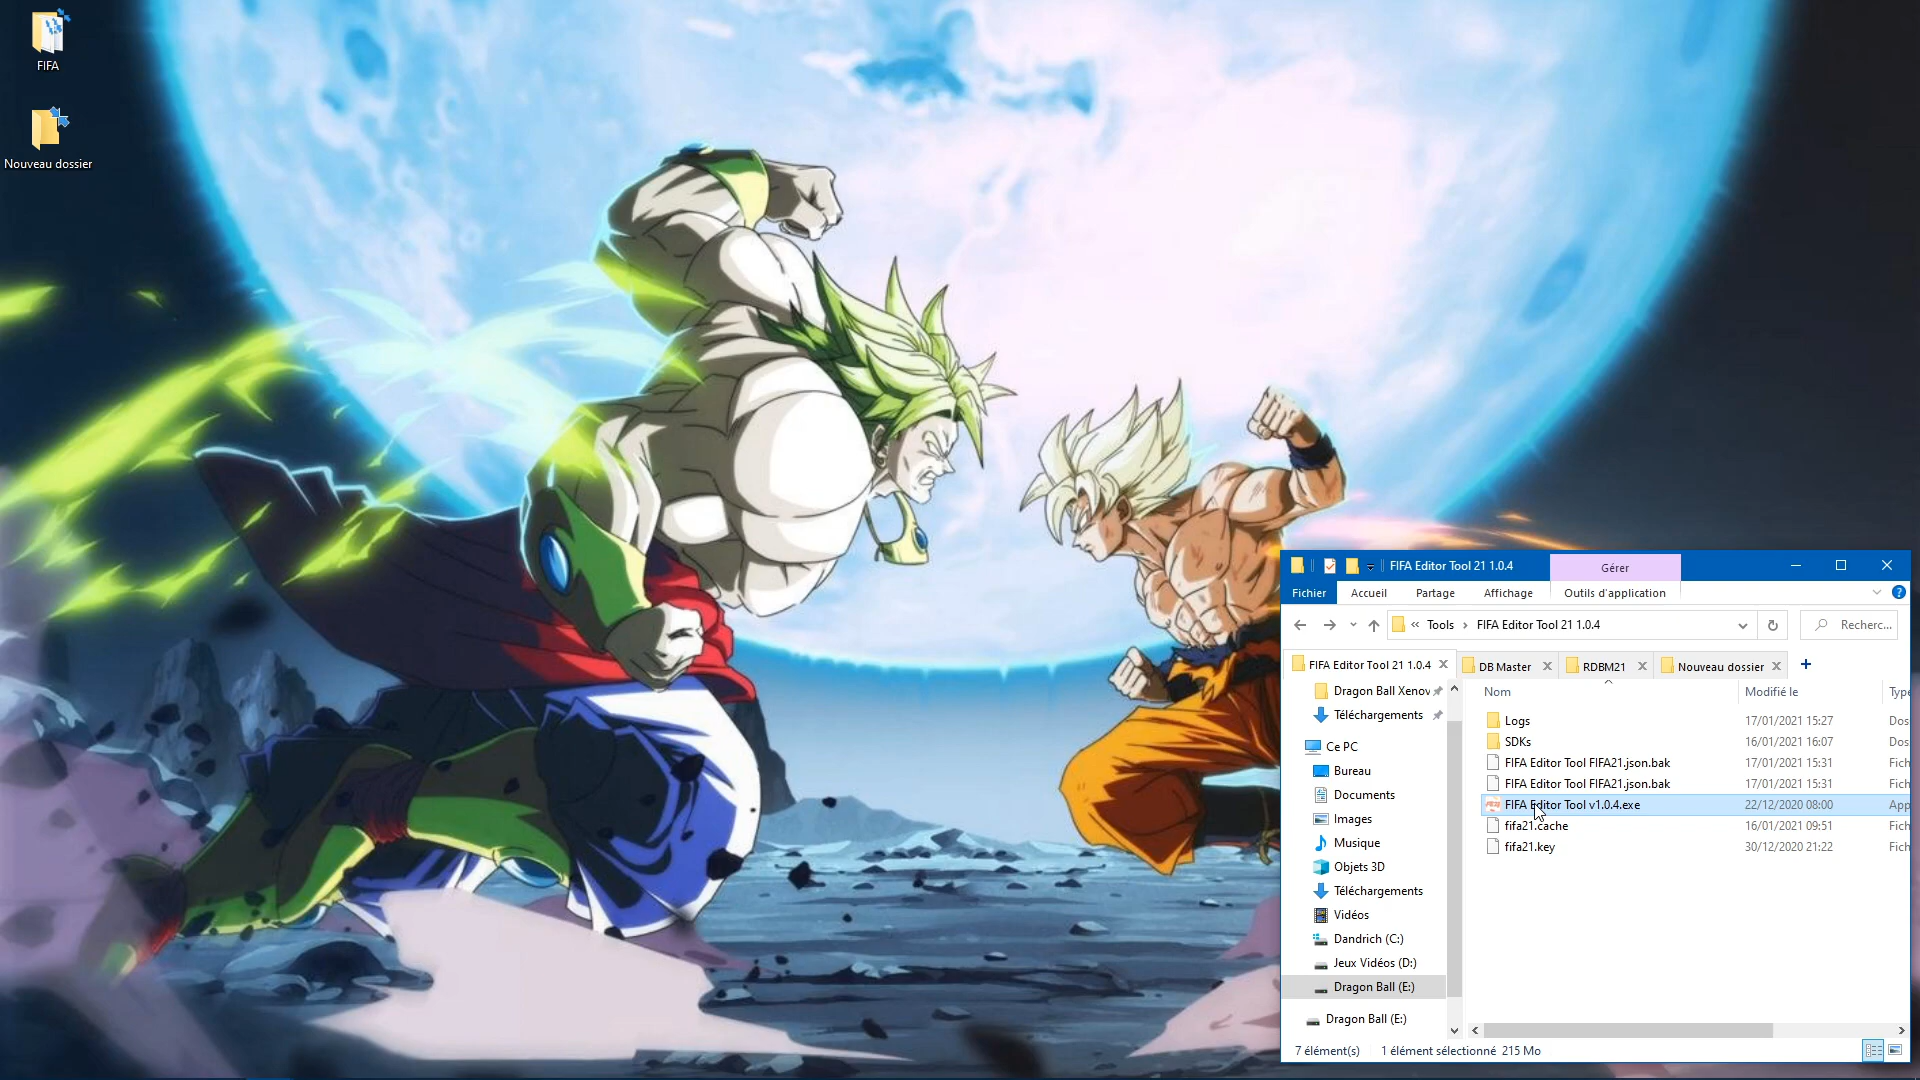 FIFA
Nouveau dossier
FIFA Editor Tool 21 1.0.4
Gérer
Fichier Accueil Partage Affichage Outils d'application
« Tools › FIFA Editor Tool 21 1.0.4 Recherc...
FIFA Editor Tool 21 1.0.4 DB Master RDBM21 Nouveau dossier
Dragon Ball Xenov
Téléchargements
Ce PC
Bureau
Documents
Images
Musique
Objets 3D
Téléchargements
Vidéos
Dandrich (C:)
Jeux Vidéos (D:)
Dragon Ball (E:)
Dragon Ball (E:)
Nom Modifié le Type
Logs 17/01/2021 15:27 Dos
SDKs 16/01/2021 16:07 Dos
FIFA Editor Tool FIFA21.json.bak 17/01/2021 15:31 Fich
FIFA Editor Tool FIFA21.json.bak 17/01/2021 15:31 Fich
FIFA Editor Tool v1.0.4.exe 22/12/2020 08:00 App
fifa21.cache 16/01/2021 09:51 Fich
fifa21.key 30/12/2020 21:22 Fich
7 élément(s) 1 élément sélectionné 215 Mo